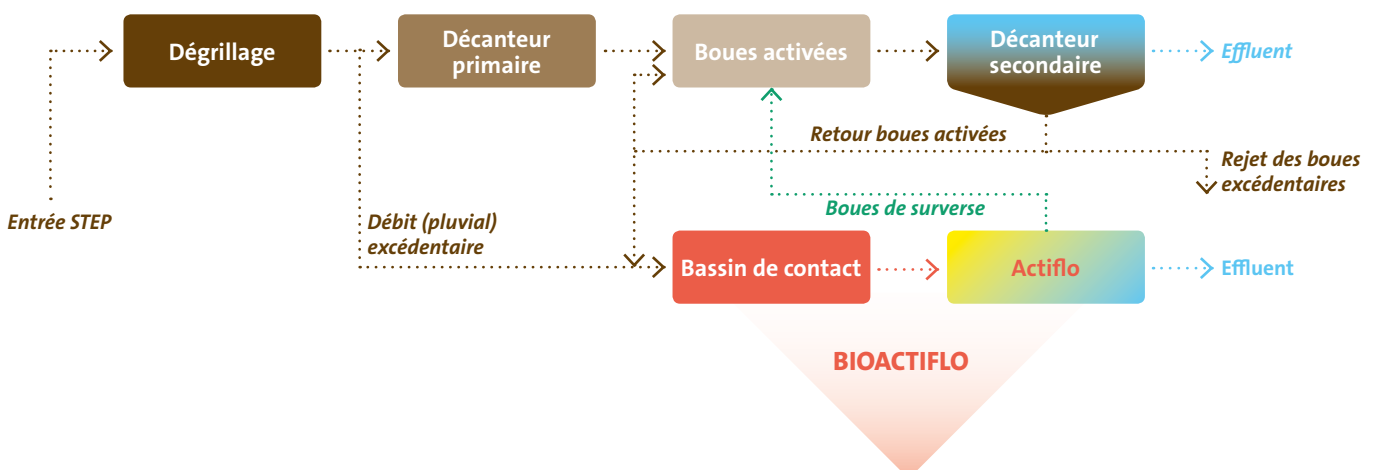 Dégrillage
Décanteur
primaire
Boues activées
Décanteur
secondaire
Effluent
Retour boues activées
Rejet des boues
excédentaires
Entrée STEP
Débit (pluvial)
excédentaire
Boues de surverse
Bassin de contact
Actiflo
Effluent
BIOACTIFLO